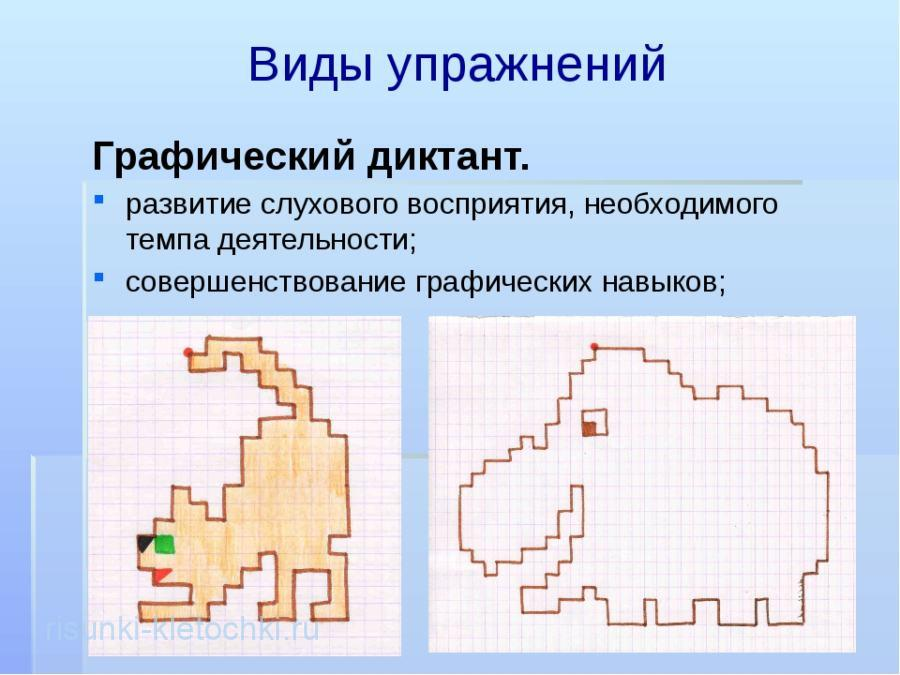 Виды упражнений
Графический диктант.
развитие слухового восприятия, необходимого
темпа деятельности;
совершенствование графических навыков;
risunki-kletochki.ru